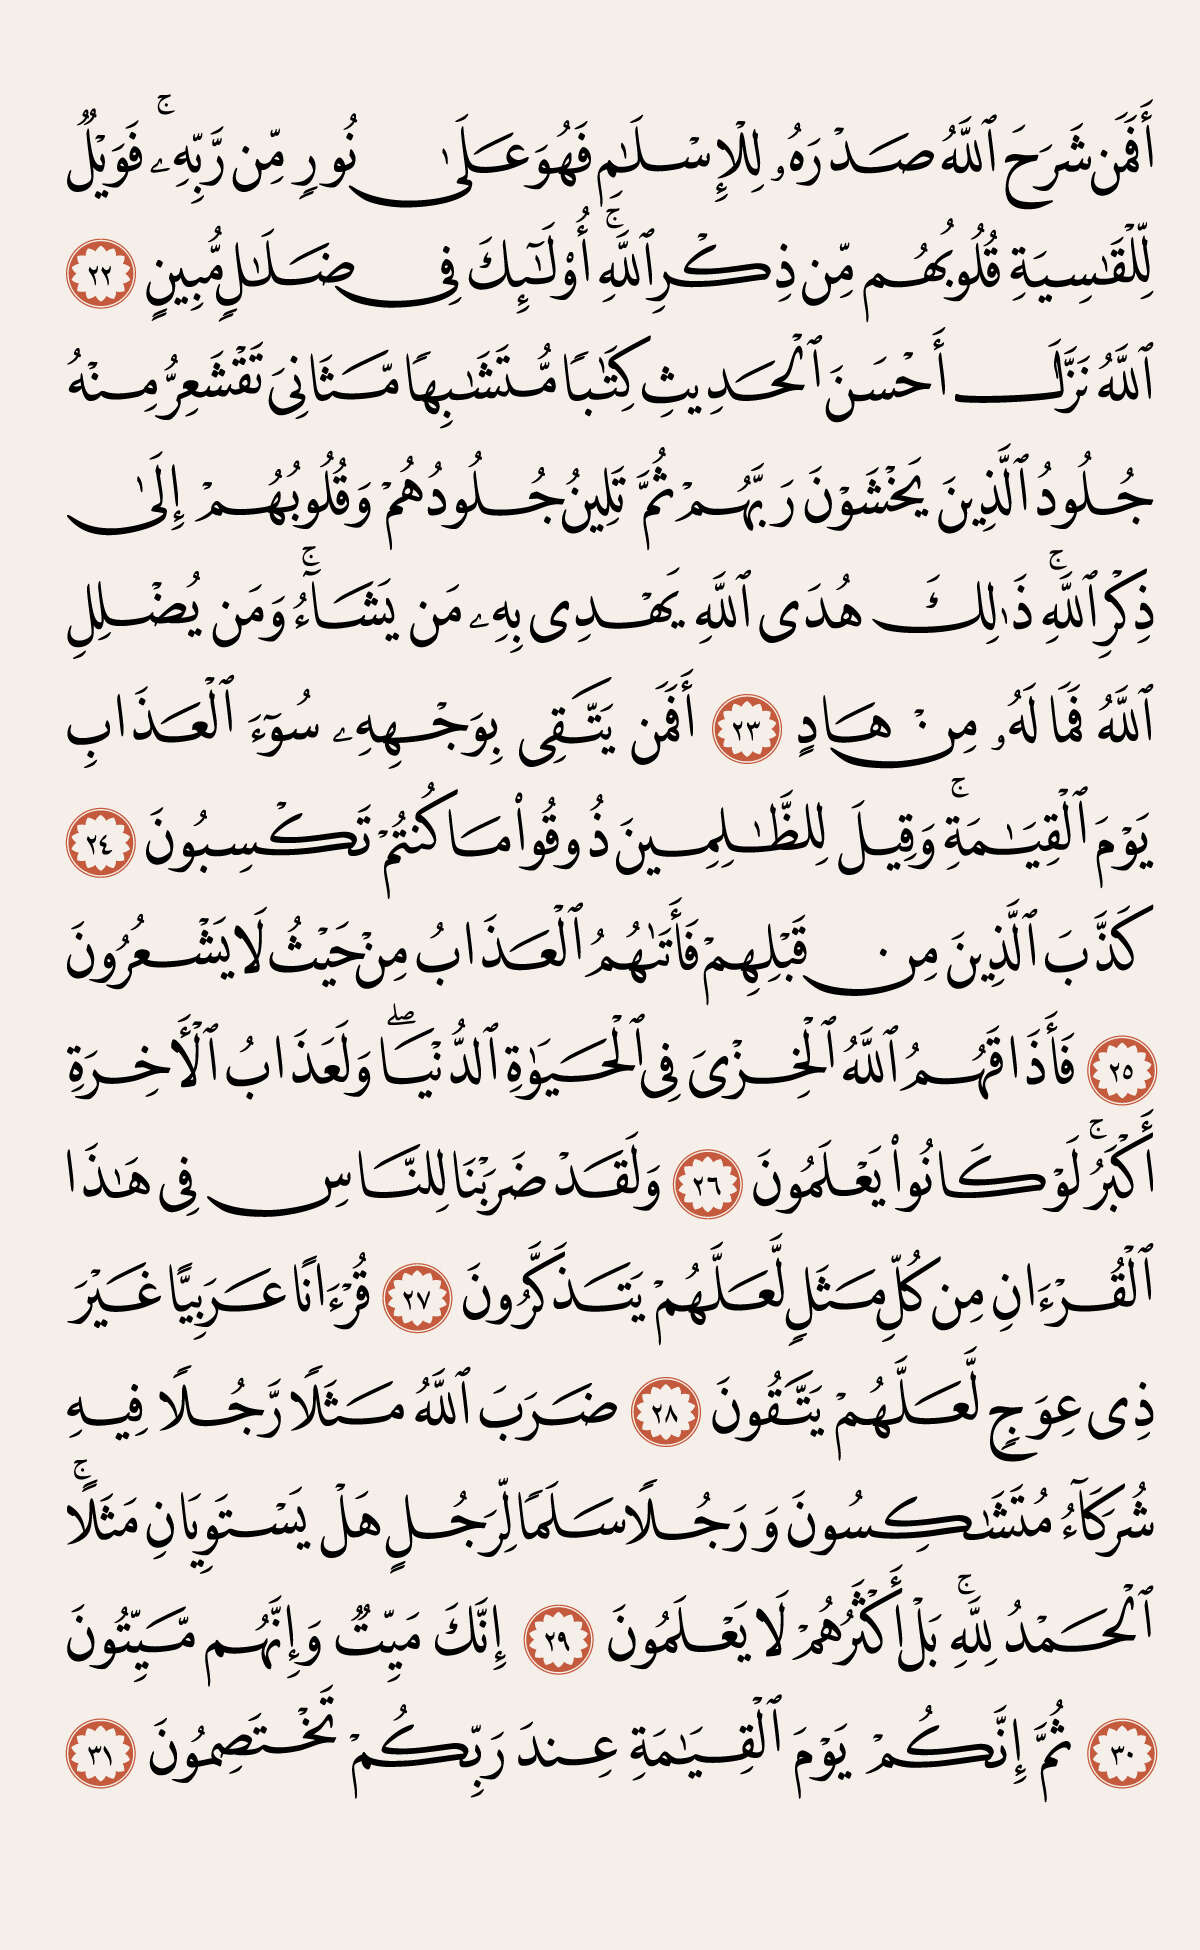 أَفَمَن شَرَحَ ٱللَّهُ صَدْرَهُۥ لِلْإِسْلَٰمِ فَهُوَ عَلَىٰ نُورٍ مِّن رَّبِّهِۦ ۚ فَوَيْلٌ
لِّلْقَٰسِيَةِ قُلُوبُهُم مِّن ذِكْرِ ٱللَّهِ ۚ أُو۟لَٰٓئِكَ فِى ضَلَٰلٍ مُّبِينٍ ٢٢
ٱللَّهُ نَزَّلَ أَحْسَنَ ٱلْحَدِيثِ كِتَٰبًا مُّتَشَٰبِهًا مَّثَانِىَ تَقْشَعِرُّ مِنْهُ
جُلُودُ ٱلَّذِينَ يَخْشَوْنَ رَبَّهُمْ ثُمَّ تَلِينُ جُلُودُهُمْ وَقُلُوبُهُمْ إِلَىٰ
ذِكْرِ ٱللَّهِ ۚ ذَٰلِكَ هُدَى ٱللَّهِ يَهْدِى بِهِۦ مَن يَشَآءُ ۚ وَمَن يُضْلِلِ
ٱللَّهُ فَمَا لَهُۥ مِنْ هَادٍ ٢٣ أَفَمَن يَتَّقِى بِوَجْهِهِۦ سُوٓءَ ٱلْعَذَابِ
يَوْمَ ٱلْقِيَٰمَةِ ۚ وَقِيلَ لِلظَّٰلِمِينَ ذُوقُوا۟ مَا كُنتُمْ تَكْسِبُونَ ٢٤
كَذَّبَ ٱلَّذِينَ مِن قَبْلِهِمْ فَأَتَىٰهُمُ ٱلْعَذَابُ مِنْ حَيْثُ لَا يَشْعُرُونَ
٢٥ فَأَذَاقَهُمُ ٱللَّهُ ٱلْخِزْىَ فِى ٱلْحَيَوٰةِ ٱلدُّنْيَا ۖ وَلَعَذَابُ ٱلْأَخِرَةِ
أَكْبَرُ ۚ لَوْ كَانُوا۟ يَعْلَمُونَ ٢٦ وَلَقَدْ ضَرَبْنَا لِلنَّاسِ فِى هَٰذَا
ٱلْقُرْءَانِ مِن كُلِّ مَثَلٍ لَّعَلَّهُمْ يَتَذَكَّرُونَ ٢٧ قُرْءَانًا عَرَبِيًّا غَيْرَ
ذِى عِوَجٍ لَّعَلَّهُمْ يَتَّقُونَ ٢٨ ضَرَبَ ٱللَّهُ مَثَلًا رَّجُلًا فِيهِ
شُرَكَآءُ مُتَشَٰكِسُونَ وَرَجُلًا سَلَمًا لِّرَجُلٍ هَلْ يَسْتَوِيَانِ مَثَلًا ۚ
ٱلْحَمْدُ لِلَّهِ ۚ بَلْ أَكْثَرُهُمْ لَا يَعْلَمُونَ ٢٩ إِنَّكَ مَيِّتٌ وَإِنَّهُم مَّيِّتُونَ
٣٠ ثُمَّ إِنَّكُمْ يَوْمَ ٱلْقِيَٰمَةِ عِندَ رَبِّكُمْ تَخْتَصِمُونَ ٣١